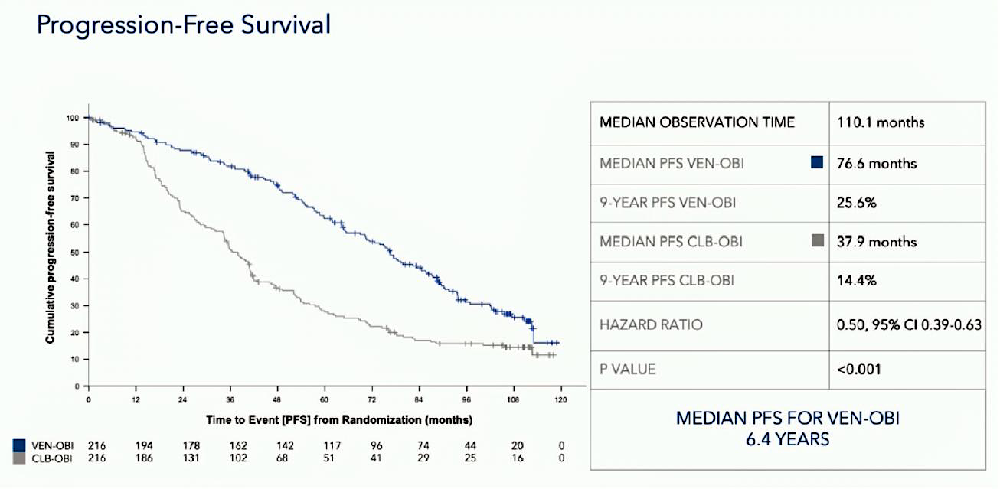 Progression-Free Survival
Cumulative progression-free survival
100
90
80
70
60
50
40
30
20
10
0
0 12 24 36 48 60 72 84 96 108 120
Time to Event [PFS] from Randomization (months)
VEN-OBI 216 194 178 162 142 117 96 74 44 20 0
CLB-OBI 216 186 131 102 68 51 41 29 25 16 0
MEDIAN OBSERVATION TIME 110.1 months
MEDIAN PFS VEN-OBI 76.6 months
9-YEAR PFS VEN-OBI 25.6%
MEDIAN PFS CLB-OBI 37.9 months
9-YEAR PFS CLB-OBI 14.4%
HAZARD RATIO 0.50, 95% CI 0.39-0.63
P VALUE <0.001
MEDIAN PFS FOR VEN-OBI
6.4 YEARS